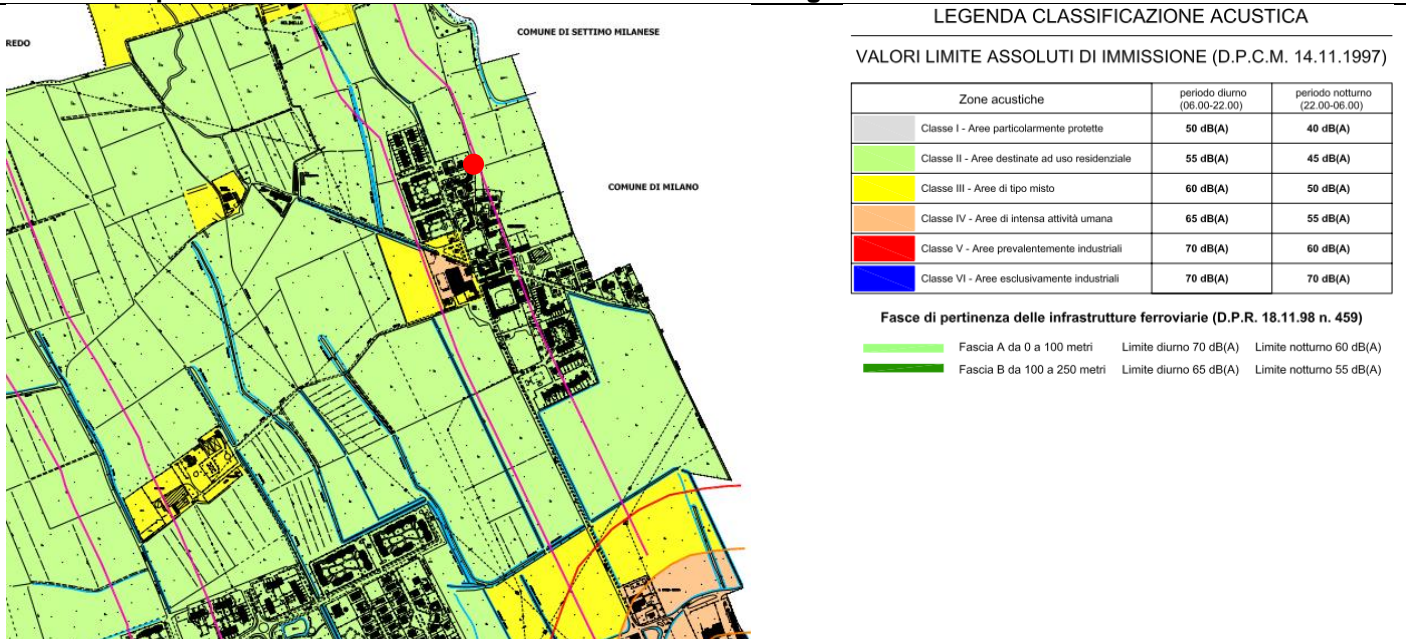 REDO
COMUNE DI SETTIMO MILANESE
COMUNE DI MILANO
LEGENDA CLASSIFICAZIONE ACUSTICA
VALORI LIMITE ASSOLUTI DI IMMISSIONE (D.P.C.M. 14.11.1997)
Zone acustiche
periodo diurno
(06.00-22.00)
periodo notturno
(22.00-06.00)
Classe I - Aree particolarmente protette 50 dB(A) 40 dB(A)
Classe II - Aree destinate ad uso residenziale 55 dB(A) 45 dB(A)
Classe III - Aree di tipo misto 60 dB(A) 50 dB(A)
Classe IV - Aree di intensa attività umana 65 dB(A) 55 dB(A)
Classe V - Aree prevalentemente industriali 70 dB(A) 60 dB(A)
Classe VI - Aree esclusivamente industriali 70 dB(A) 70 dB(A)
Fasce di pertinenza delle infrastrutture ferroviarie (D.P.R. 18.11.98 n. 459)
Fascia A da 0 a 100 metri Limite diurno 70 dB(A) Limite notturno 60 dB(A)
Fascia B da 100 a 250 metri Limite diurno 65 dB(A) Limite notturno 55 dB(A)